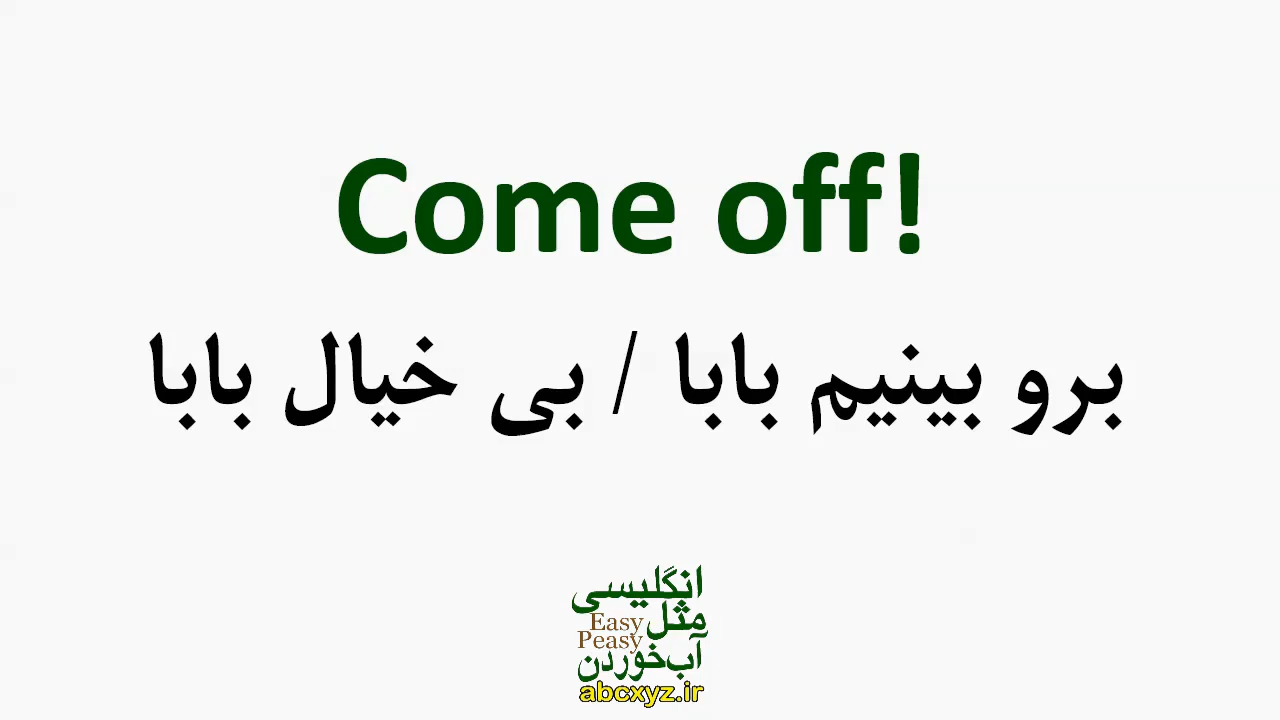 Come off!
برو بینیم بابا / بی خیال بابا
انگلیسی
مثل Easy
Peasy
آب‌خوردن
abcxyz.ir